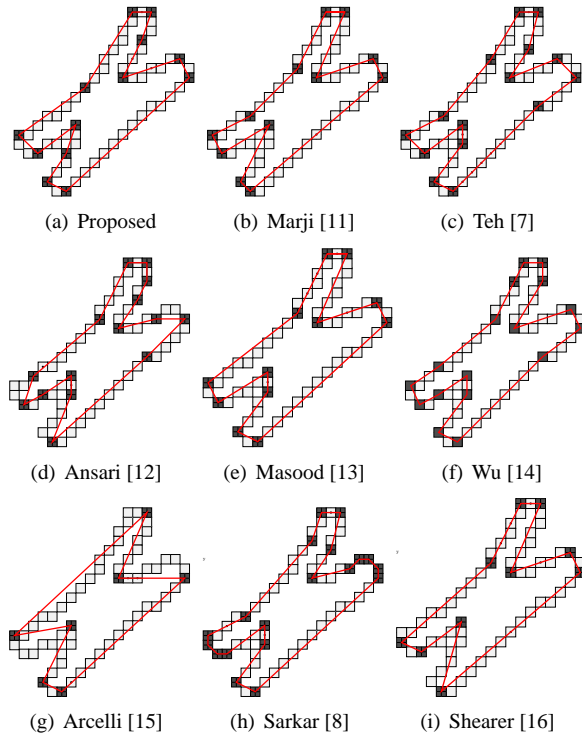 (a) Proposed
(b) Marji [11]
(c) Teh [7]
(d) Ansari [12]
(e) Masood [13]
(f) Wu [14]
,
,
(g) Arcelli [15]
(h) Sarkar [8]
(i) Shearer [16]